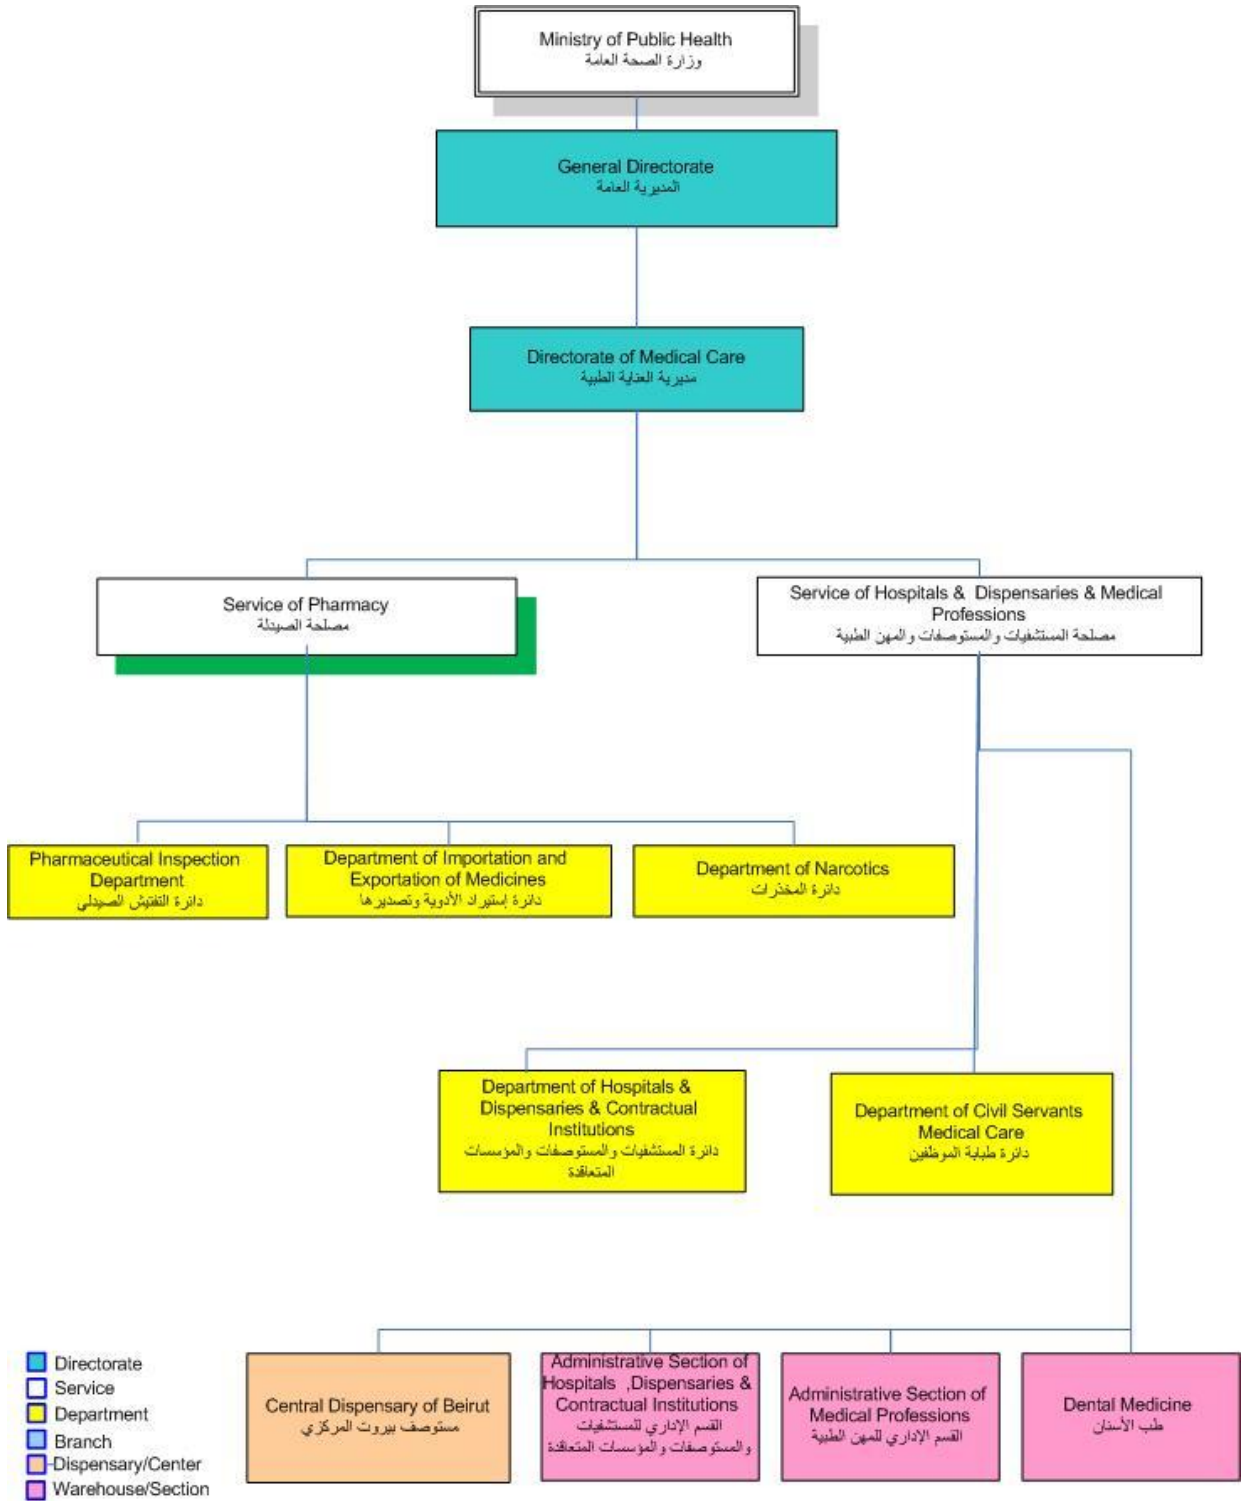 Ministry of Public Health
وزارة الصحة العامة
General Directorate
المديرية العامة
Directorate of Medical Care
مديرية العناية الطبية
Service of Pharmacy
مصلحة الصيدلة
Service of Hospitals & Dispensaries & Medical
Professions
مصلحة المستشفيات والمستوصفات والمهن الطبية
Pharmaceutical Inspection
Department
دائرة التفتيش الصيدلي
Department of Importation and
Exportation of Medicines
دائرة إستيراد الأدوية وتصديرها
Department of Narcotics
دائرة المخدرات
Department of Hospitals &
Dispensaries & Contractual
Institutions
دائرة المستشفيات والمستوصفات والمؤسسات
المتعاقدة
Department of Civil Servants
Medical Care
دائرة طبابة الموظفين
Central Dispensary of Beirut
مستوصف بيروت المركزي
Administrative Section of
Hospitals ,Dispensaries &
Contractual Institutions
القسم الإداري للمستشفيات
والمستوصفات والمؤسسات المتعاقدة
Administrative Section of
Medical Professions
القسم الإداري للمهن الطبية
Dental Medicine
طب الأسنان
Directorate
Service
Department
Branch
Dispensary/Center
Warehouse/Section